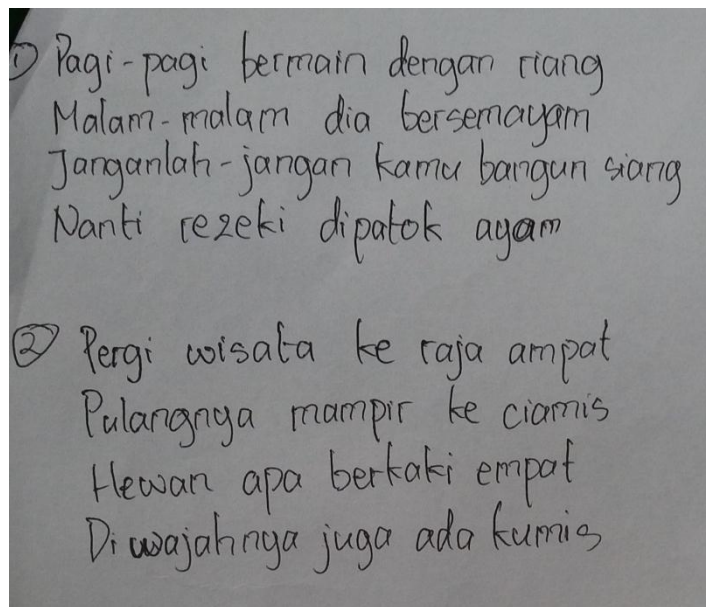 ① Pagi-pagi bermain dengan riang
Malam-malam dia bersemayam
Janganlah-jangan kamu bangun siang
Nanti rezeki dipatok ayam
② Pergi wisata ke raja ampat
Pulangnya mampir ke ciamis
Hewan apa berkaki empat
Di wajahnya juga ada kumis